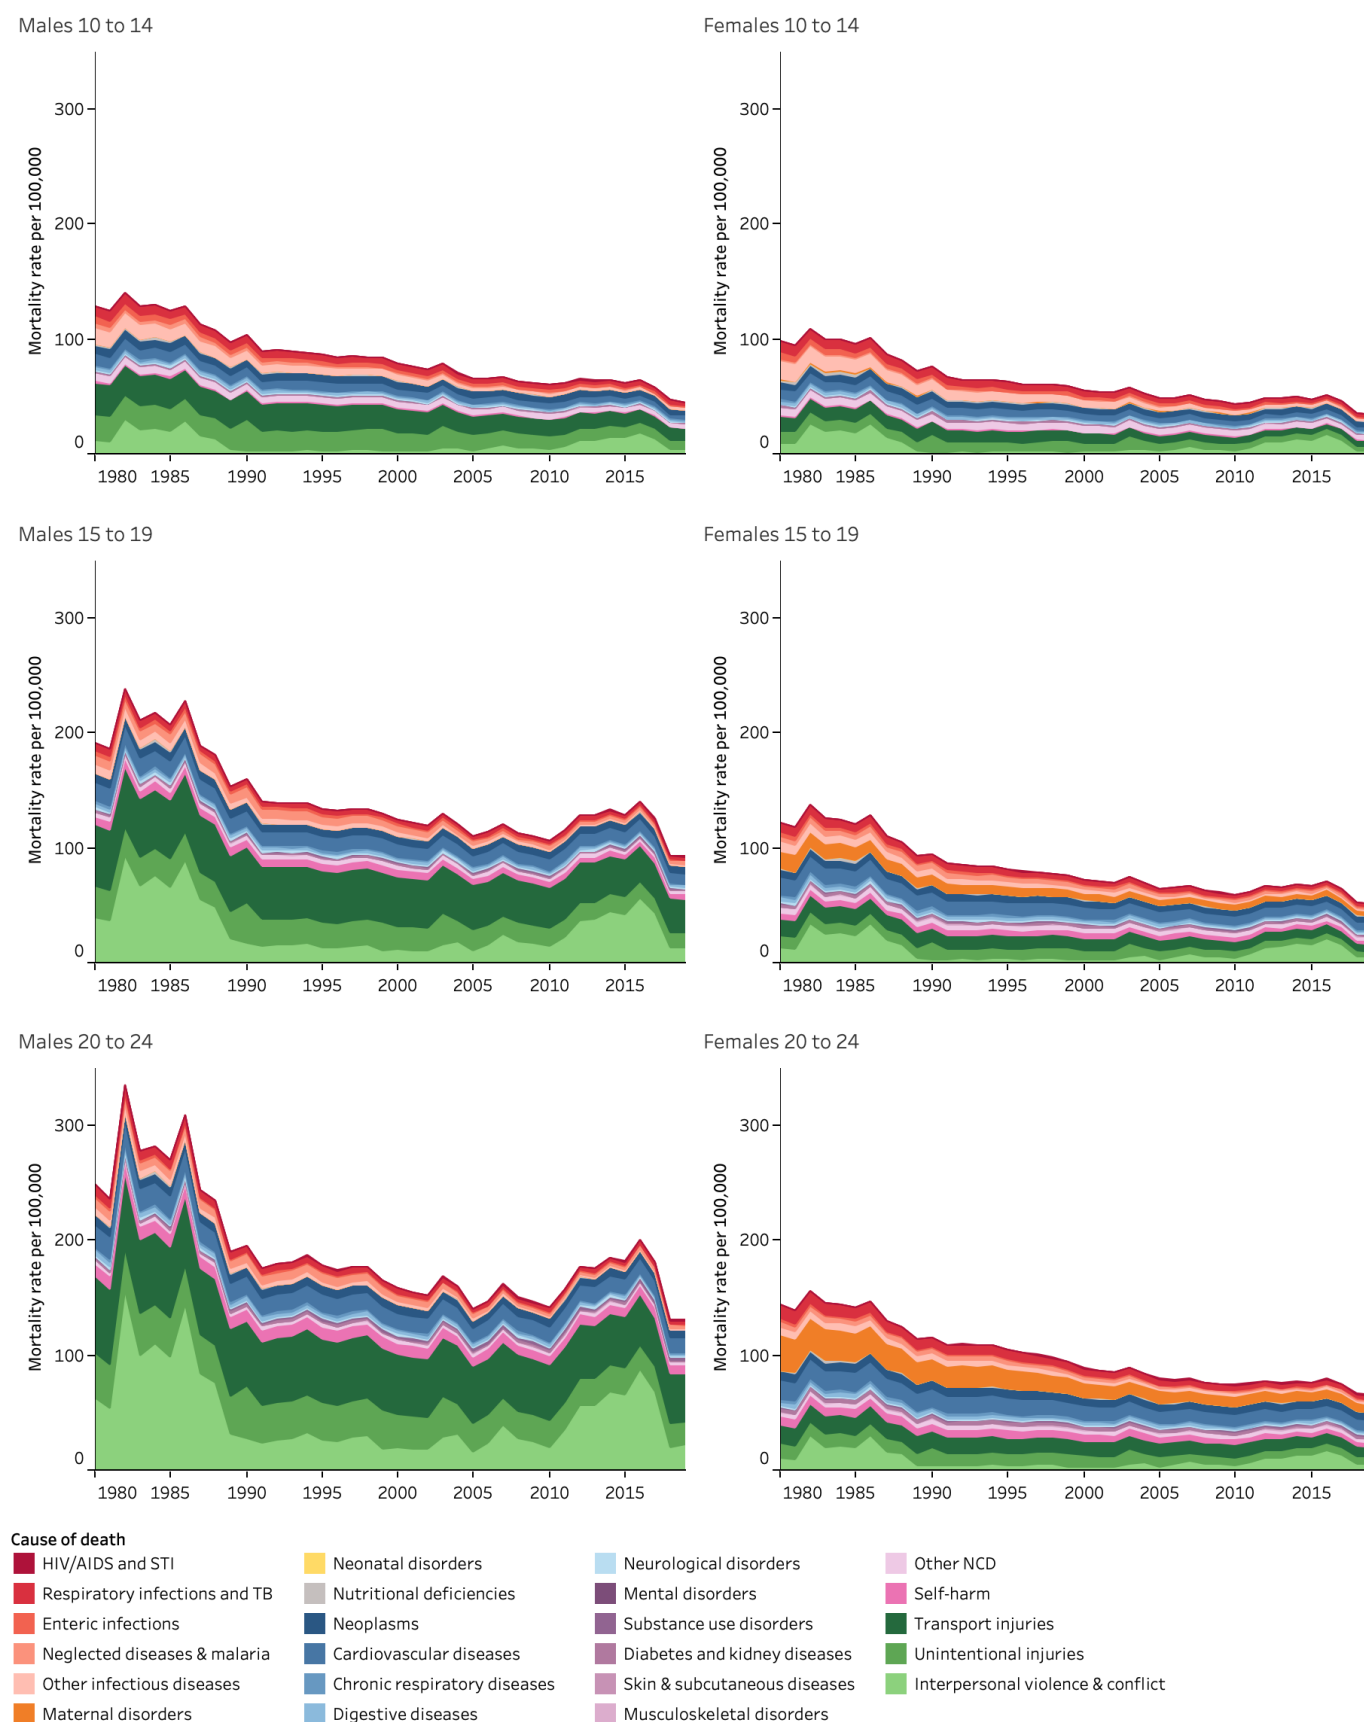 Males 10 to 14
Females 10 to 14
Mortality rate per 100,000
300
200
100
0
1980 1985 1990 1995 2000 2005 2010 2015
Mortality rate per 100,000
300
200
100
0
1980 1985 1990 1995 2000 2005 2010 2015
Males 15 to 19
Females 15 to 19
Mortality rate per 100,000
300
200
100
0
1980 1985 1990 1995 2000 2005 2010 2015
Mortality rate per 100,000
300
200
100
0
1980 1985 1990 1995 2000 2005 2010 2015
Males 20 to 24
Females 20 to 24
Mortality rate per 100,000
300
200
100
0
1980 1985 1990 1995 2000 2005 2010 2015
Mortality rate per 100,000
300
200
100
0
1980 1985 1990 1995 2000 2005 2010 2015
Cause of death
HIV/AIDS and STI
Respiratory infections and TB
Enteric infections
Neglected diseases & malaria
Other infectious diseases
Maternal disorders
Neonatal disorders
Nutritional deficiencies
Neoplasms
Cardiovascular diseases
Chronic respiratory diseases
Digestive diseases
Neurological disorders
Mental disorders
Substance use disorders
Diabetes and kidney diseases
Skin & subcutaneous diseases
Musculoskeletal disorders
Other NCD
Self-harm
Transport injuries
Unintentional injuries
Interpersonal violence & conflict